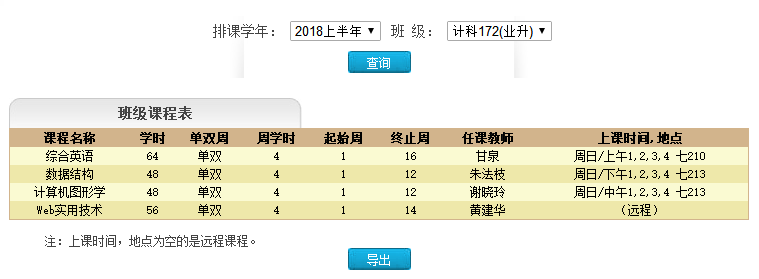 排课学年： 2018上半年 班 级： 计科172(业升)
查询
班级课程表
课程名称 学时 单双周 周学时 起始周 终止周 任课教师 上课时间,地点
综合英语 64 单双 4 1 16 甘泉 周日/上午1,2,3,4 七210
数据结构 48 单双 4 1 12 朱法枝 周日/下午1,2,3,4 七213
计算机图形学 48 单双 4 1 12 谢晓玲 周日/中午1,2,3,4 七213
Web实用技术 56 单双 4 1 14 黄建华 （远程）
注：上课时间，地点为空的是远程课程。
导出